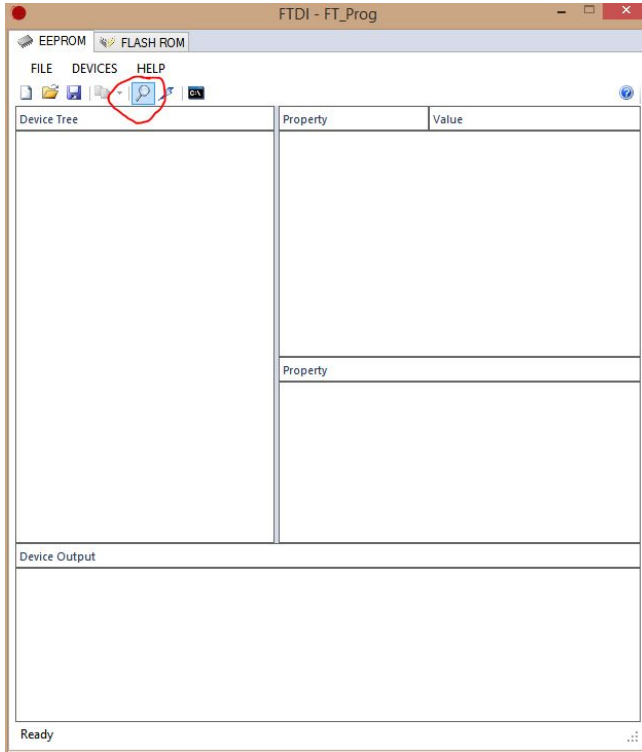 FTDI - FT_Prog
EEPROM FLASH ROM
FILE DEVICES HELP
Device Tree Property Value
Property
Device Output
Ready